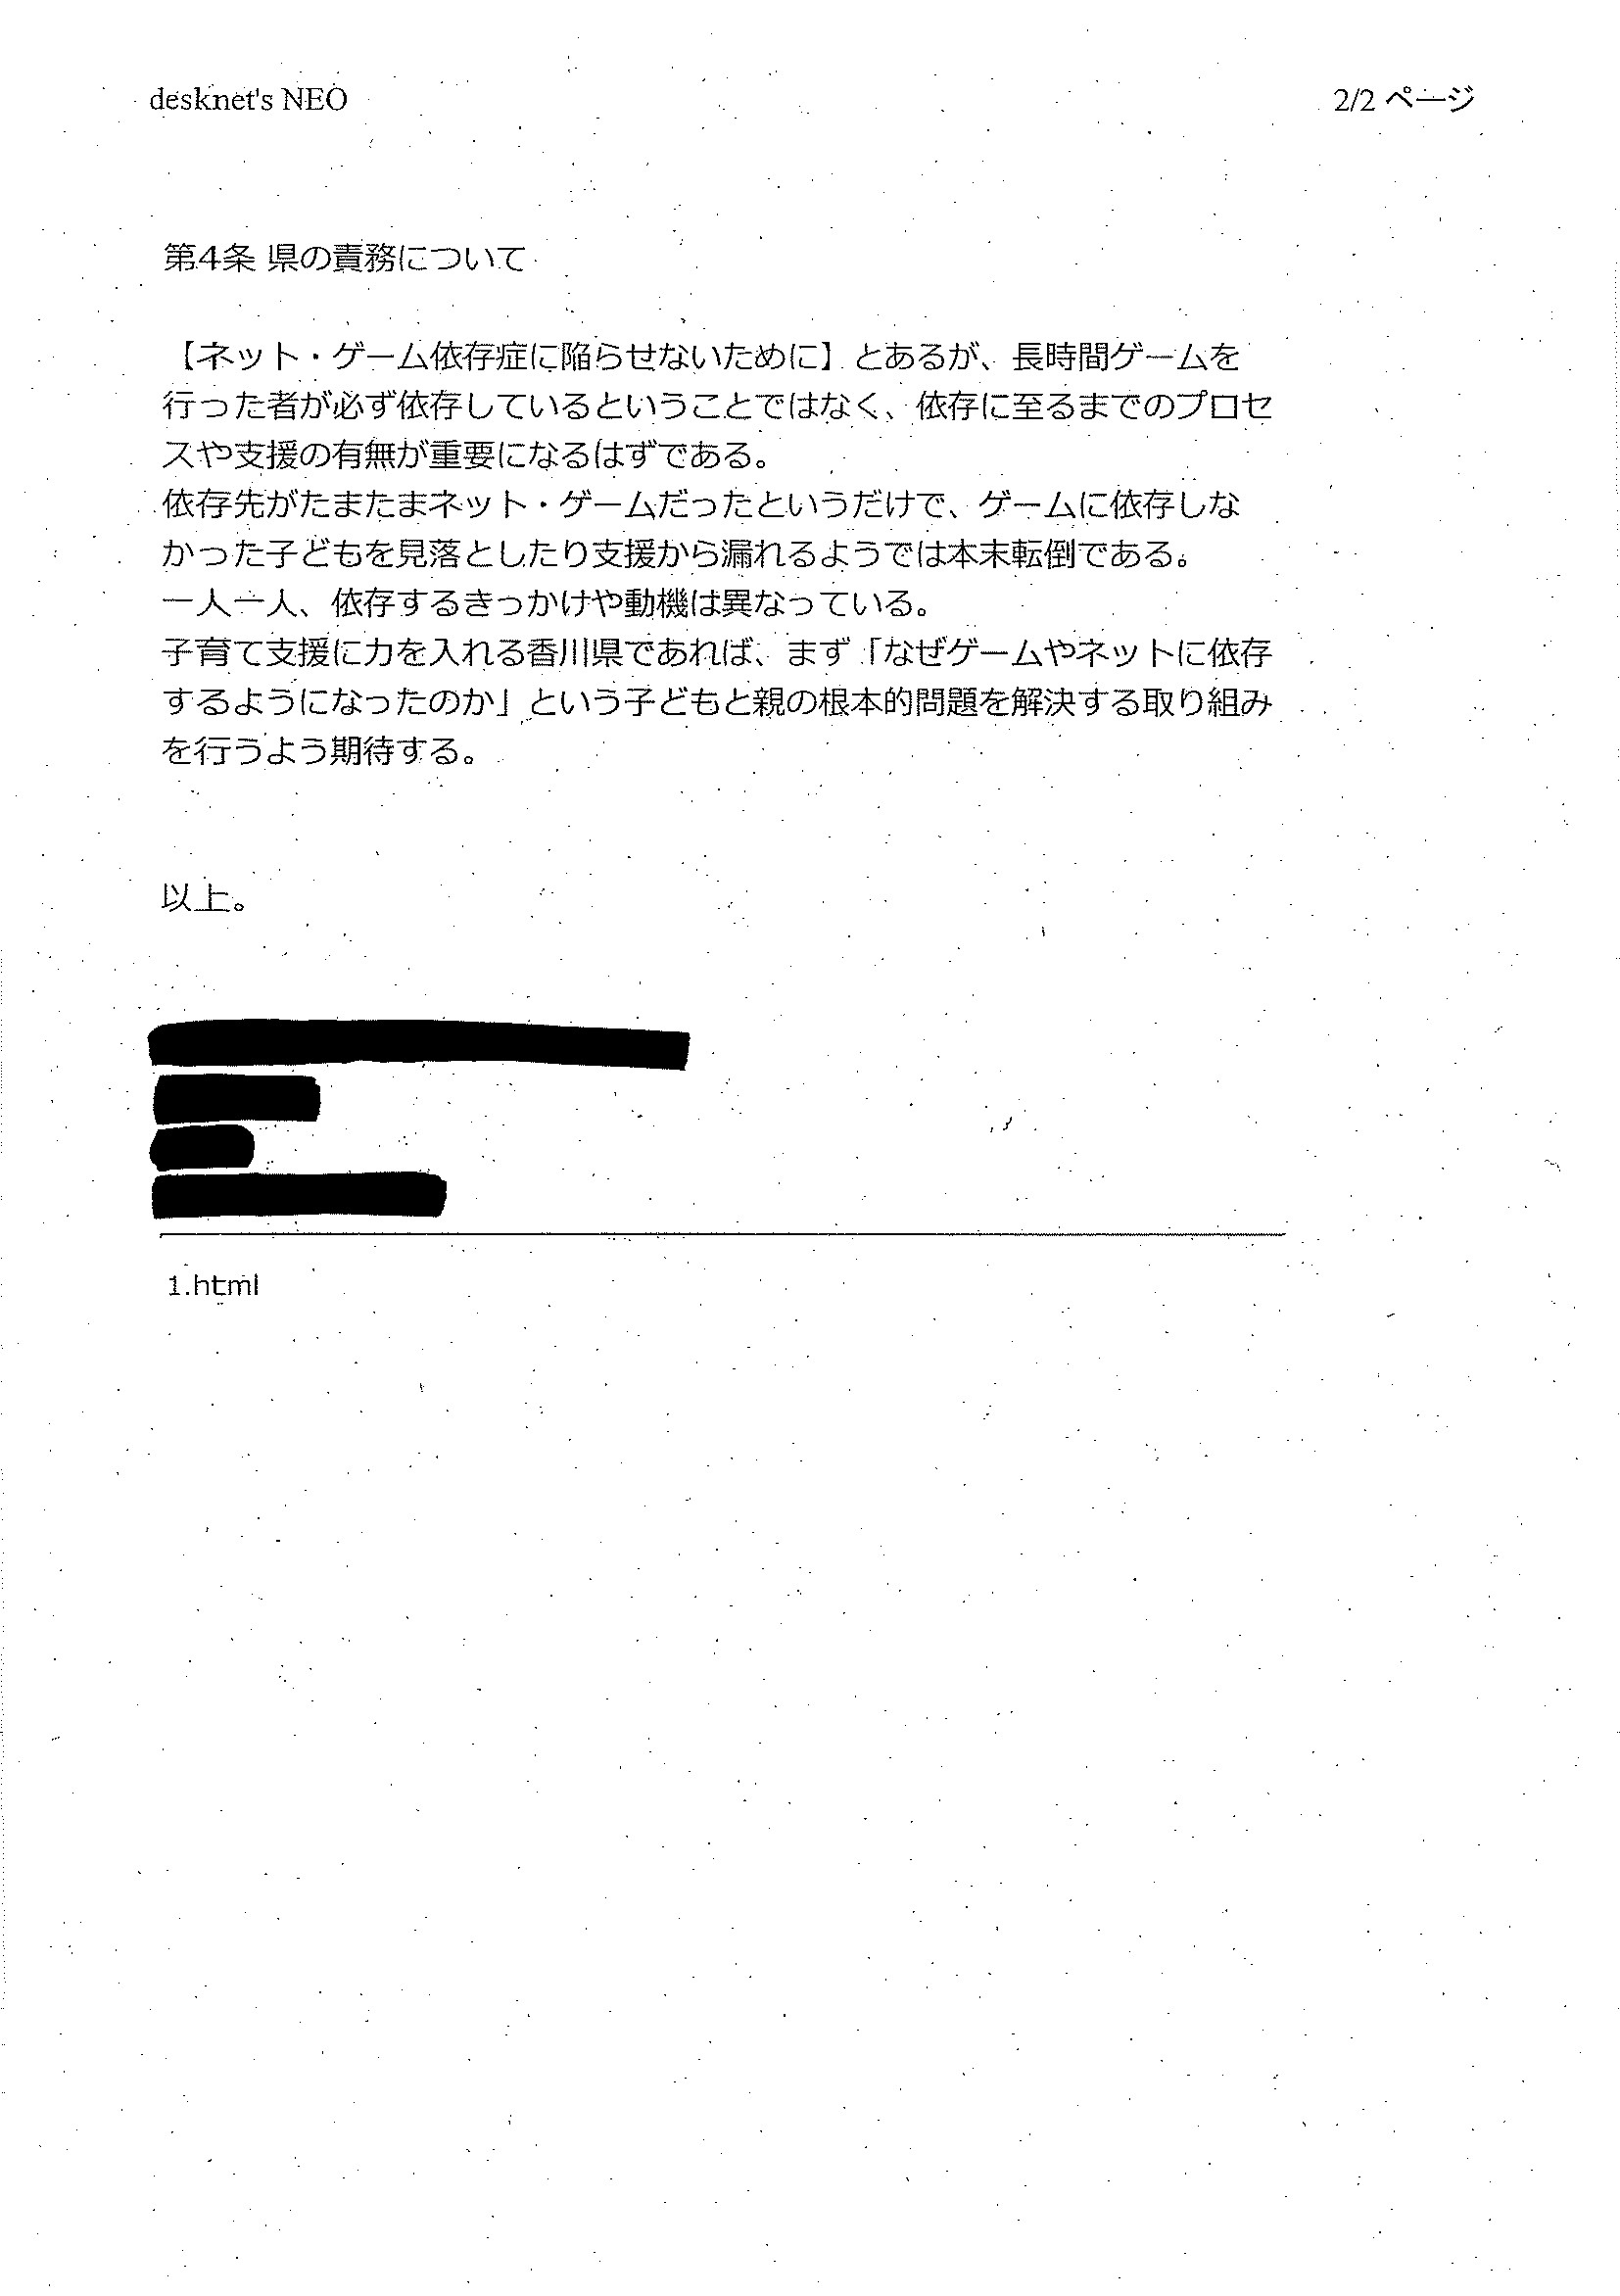 desknet's NEO
2/2 ページ
第4条 県の責務について
【ネット・ゲーム依存症に陥らせないために】とあるが、長時間ゲームを
行った者が必ず依存しているということではなく、依存に至るまでのプロセ
スや支援の有無が重要になるはずである。
依存先がたまたまネット・ゲームだったというだけで、ゲームに依存しな
かった子どもを見落としたり支援から漏れるようでは本末転倒である。
一人一人、依存するきっかけや動機は異なっている。
子育て支援に力を入れる香川県であれば、まず「なぜゲームやネットに依存
するようになったのか」という子どもと親の根本的問題を解決する取り組み
を行うよう期待する。
以上。
1.html